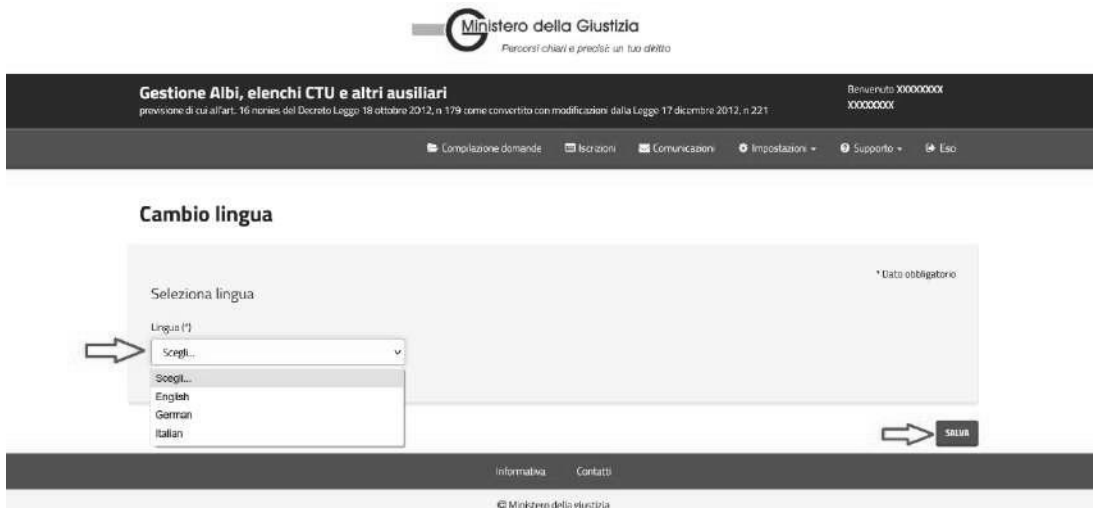 Ministero della Giustizia
Percorsi chiari e precisi: un tuo diritto
Gestione Albi, elenchi CTU e altri ausiliari
Benvenuto XXXXXXXX
previsione di cui all'art. 16 nonies del Decreto Legge 18 ottobre 2012, n 179 come convertito con modificazioni dalla Legge 17 dicembre 2012, n 221
XXXXXXXX
Compilazione domande Iscrizioni Comunicazioni Impostazioni Supporto Esci
Cambio lingua
* Dato obbligatorio
Seleziona lingua
Lingua (*)
Scegli...
Scegli...
English
German
Italian
SALVA
Informativa Contatti
© Ministero della giustizia